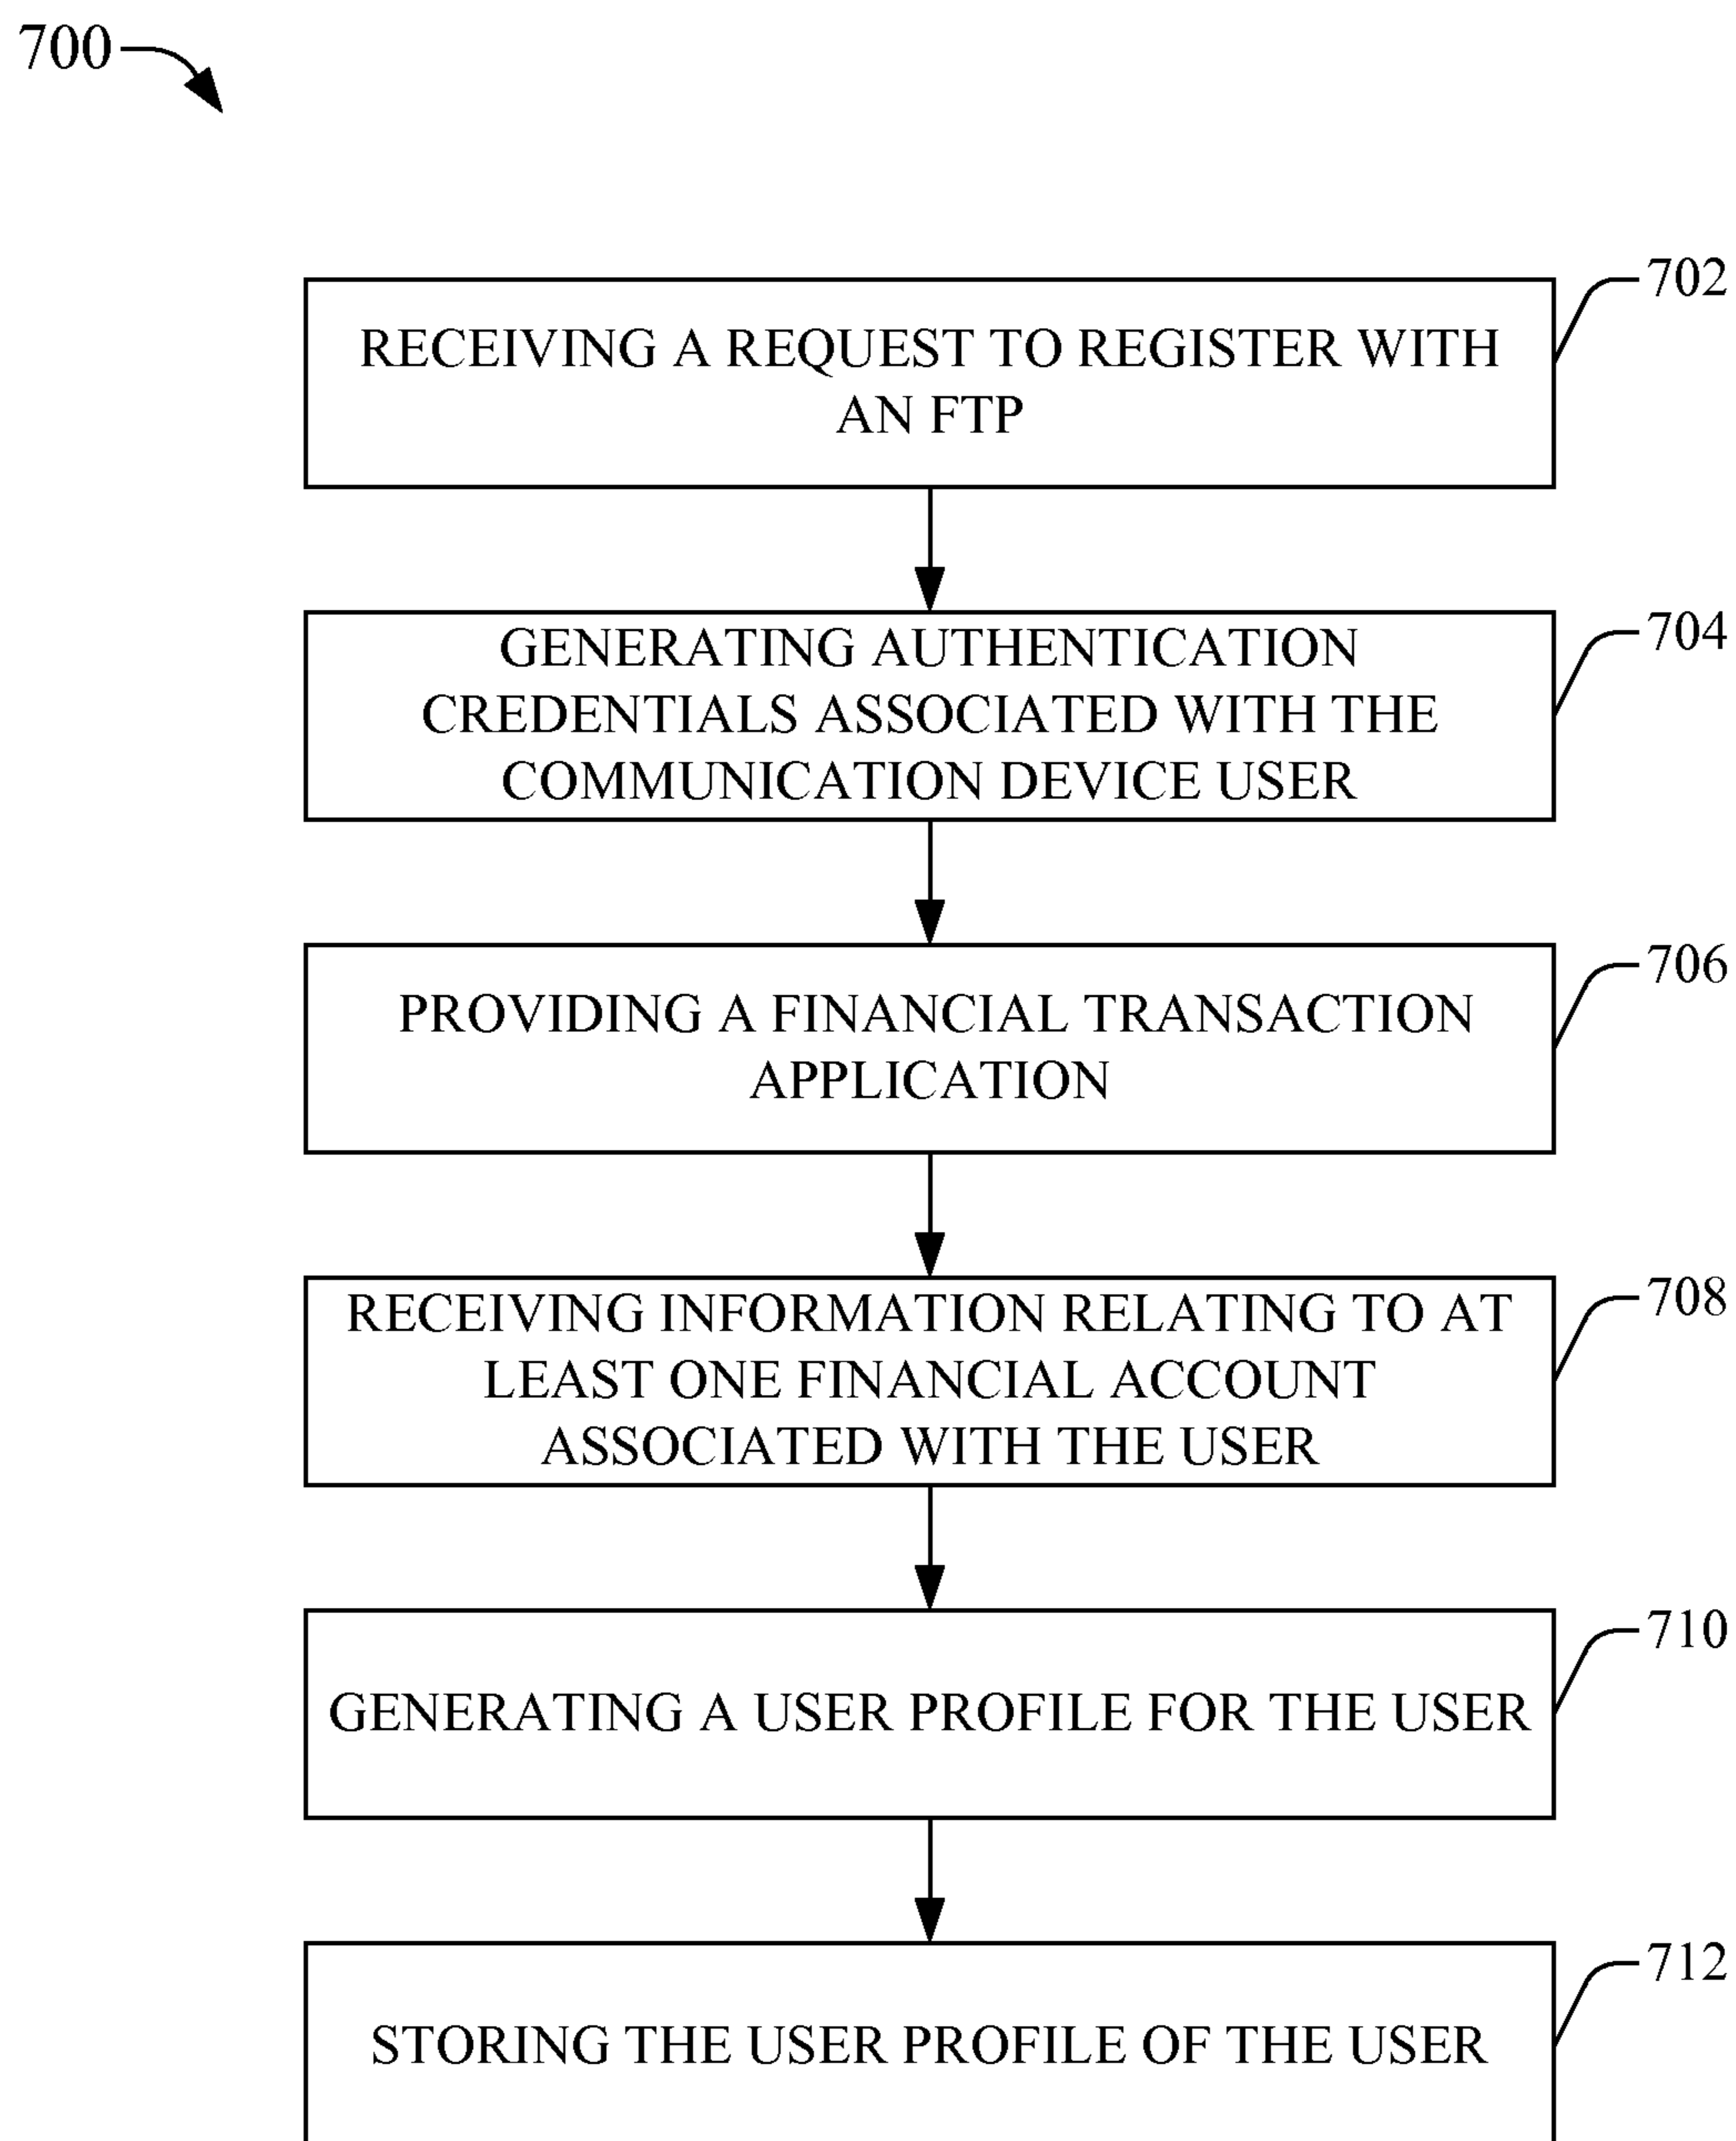 700
702
RECEIVING A REQUEST TO REGISTER WITH
AN FTP
704
GENERATING AUTHENTICATION
CREDENTIALS ASSOCIATED WITH THE
COMMUNICATION DEVICE USER
706
PROVIDING A FINANCIAL TRANSACTION
APPLICATION
708
RECEIVING INFORMATION RELATING TO AT
LEAST ONE FINANCIAL ACCOUNT
ASSOCIATED WITH THE USER
710
GENERATING A USER PROFILE FOR THE USER
712
STORING THE USER PROFILE OF THE USER